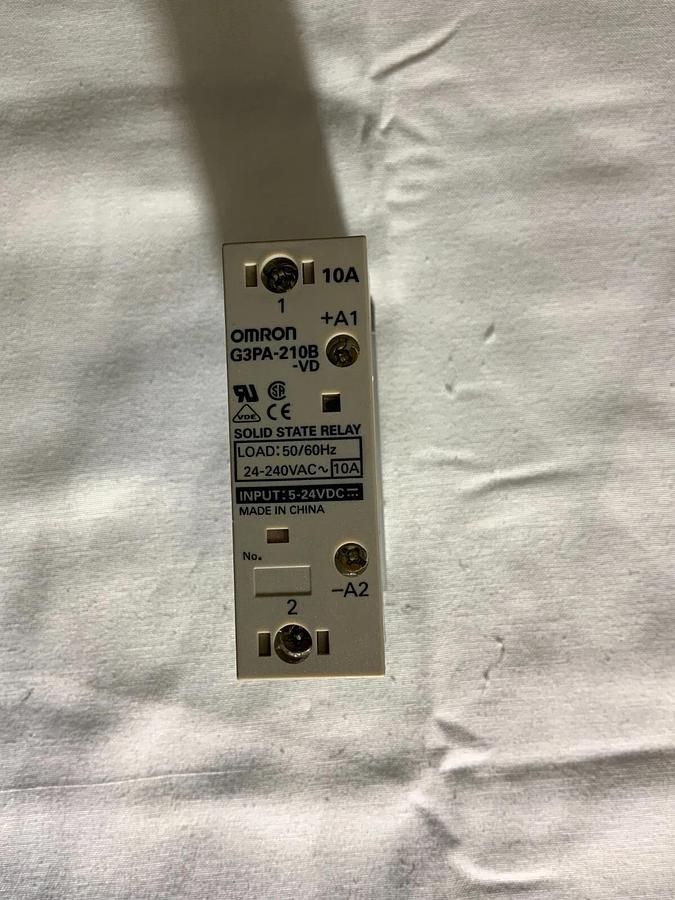 10A
1
+A1
OMRON
G3PA-210B
-VD
VDE CE
SOLID STATE RELAY
LOAD: 50/60Hz
24-240VAC~ 10A
INPUT: 5-24VDC⎓
MADE IN CHINA
No.
-A2
2